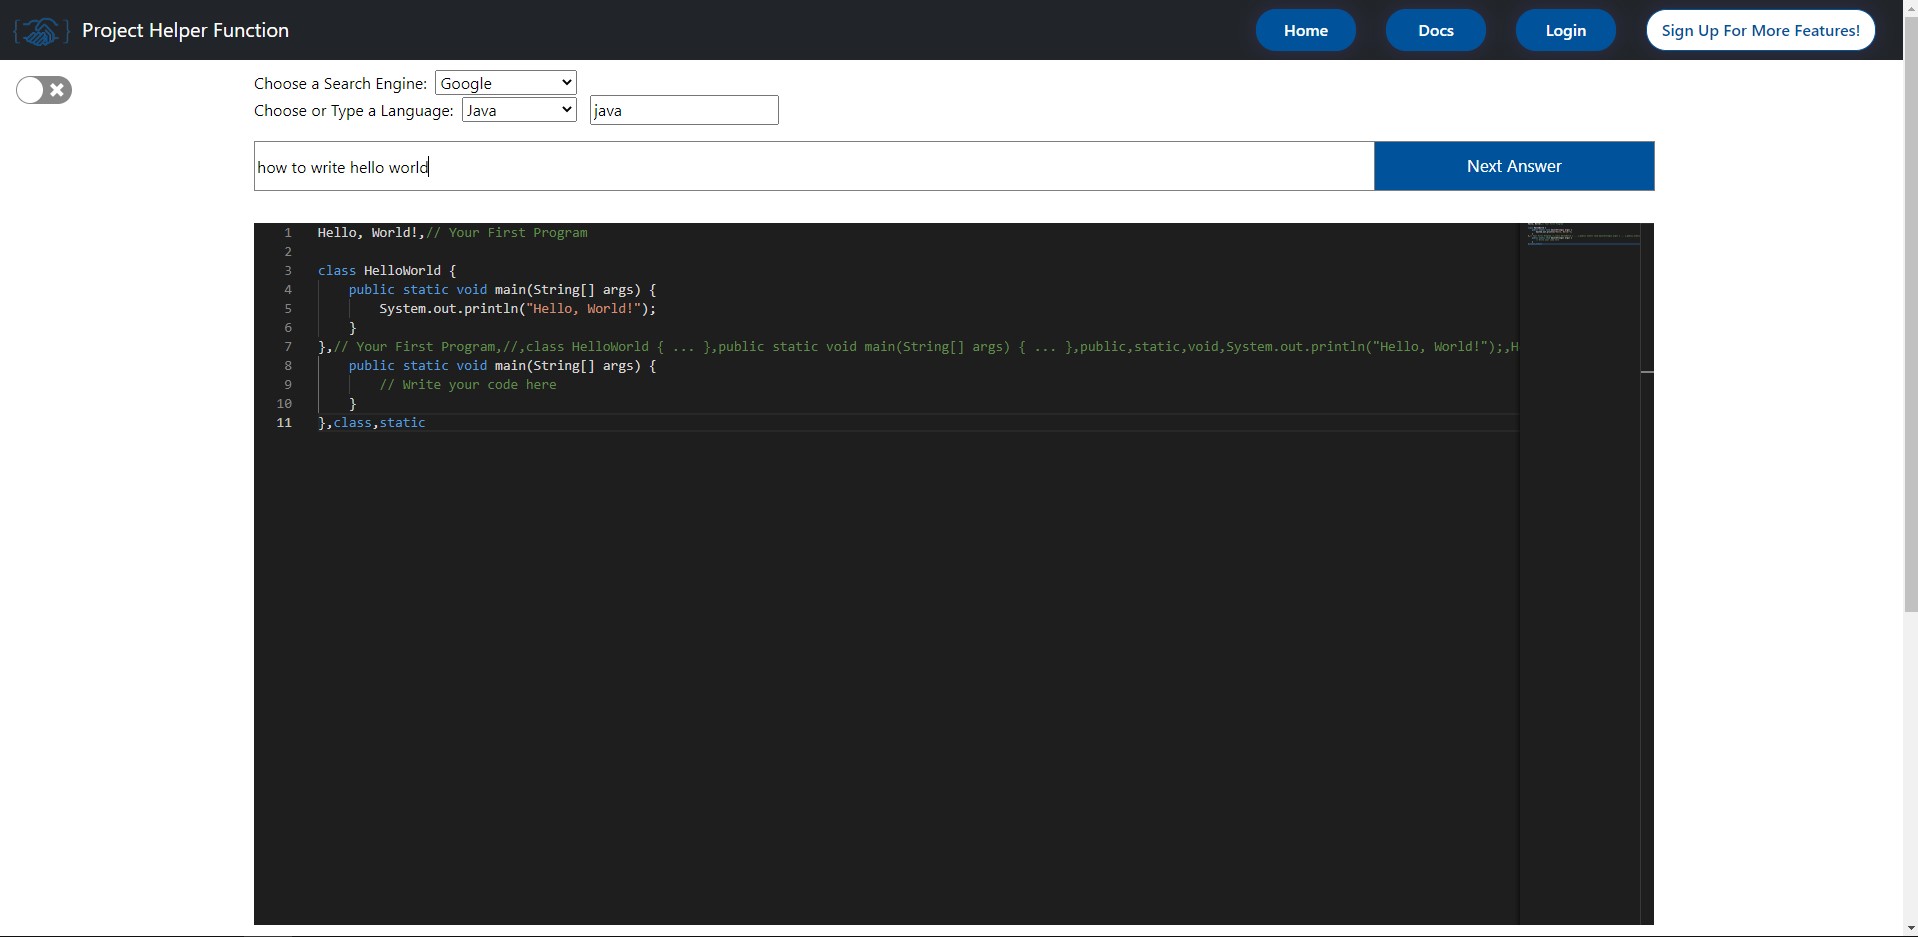 Project Helper Function
Home
Docs
Login
Sign Up For More Features!
Choose a Search Engine: Google
Choose or Type a Language: Java java
how to write hello world
Next Answer
1 Hello, World!,// Your First Program
2
3 class HelloWorld {
4     public static void main(String[] args) {
5         System.out.println("Hello, World!");
6     }
7 },// Your First Program,//,class HelloWorld { ... },public static void main(String[] args) { ... },public,static,void,System.out.println("Hello, World!");,H
8     public static void main(String[] args) {
9         // Write your code here
10     }
11 },class,static